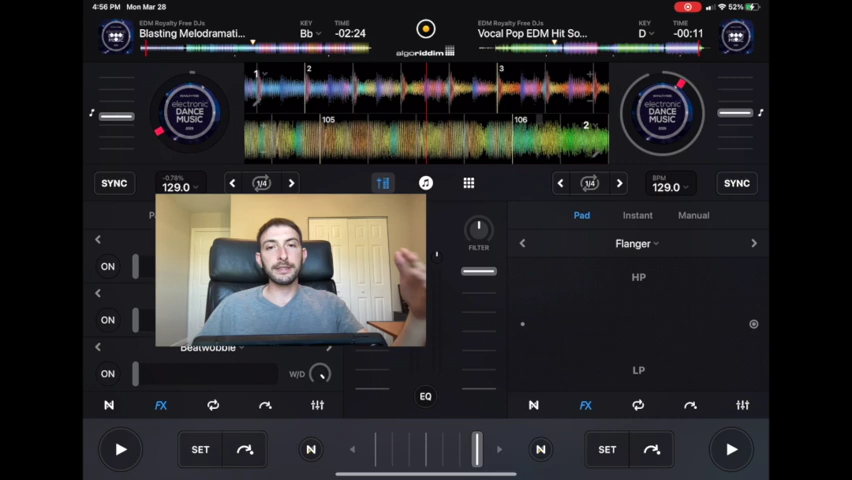 4:56 PM Mon Mar 28
52%
EDM Royalty Free DJs
Blasting Melodramati...
KEY
Bb
TIME
-02:24
algoriddim
EDM Royalty Free DJs
Vocal Pop EDM Hit So...
KEY
D
TIME
-00:11
1
2
3
105
106
2
electronic
DANCE
MUSIC
electronic
DANCE
MUSIC
SYNC
-0.78%
129.0
1/4
1/4
BPM
129.0
SYNC
Pad
Instant
Manual
FILTER
Flanger
HP
LP
ON
ON
Beatwobble
ON
W/D
EQ
FX
FX
SET
SET